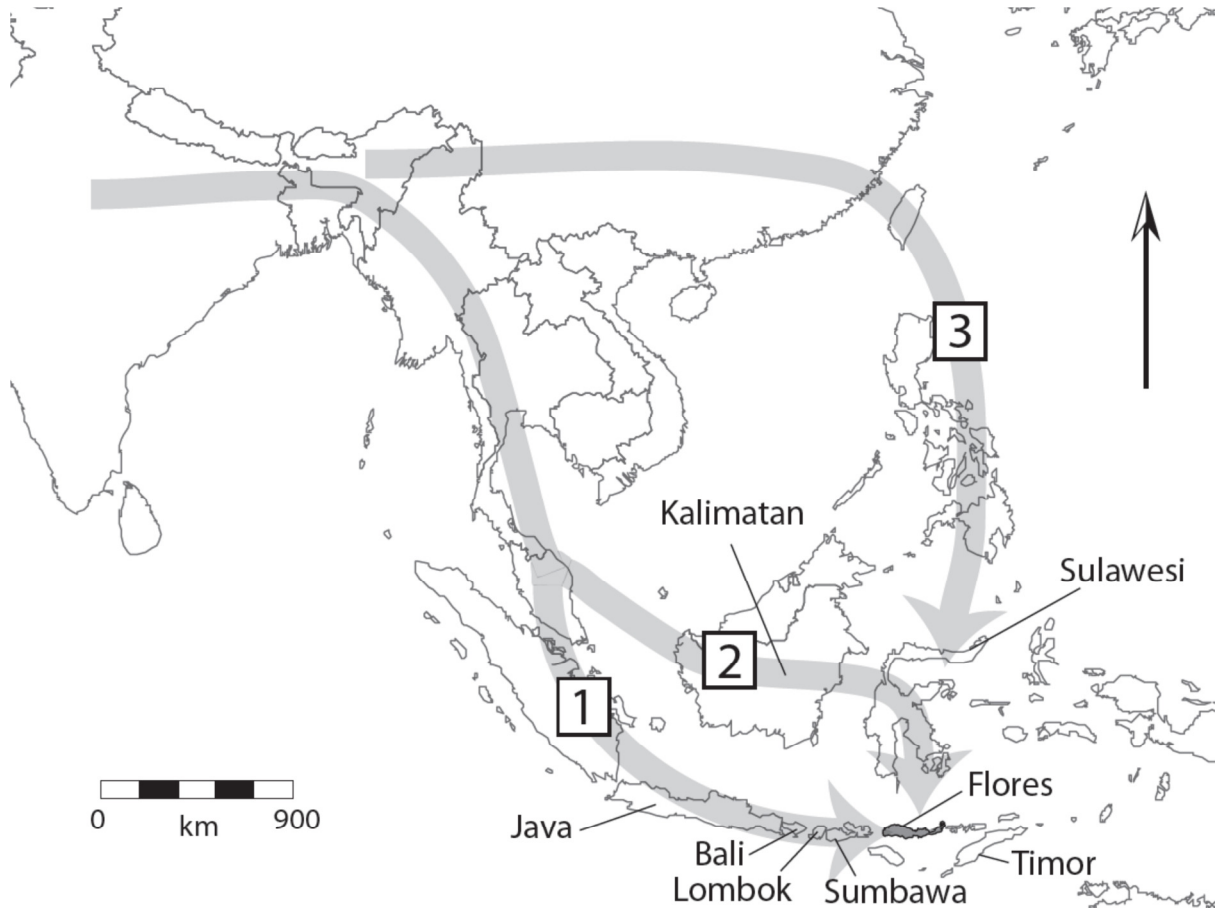 3
Kalimatan
Sulawesi
2
1
Flores
0 km 900
Java
Bali
Lombok
Sumbawa
Timor